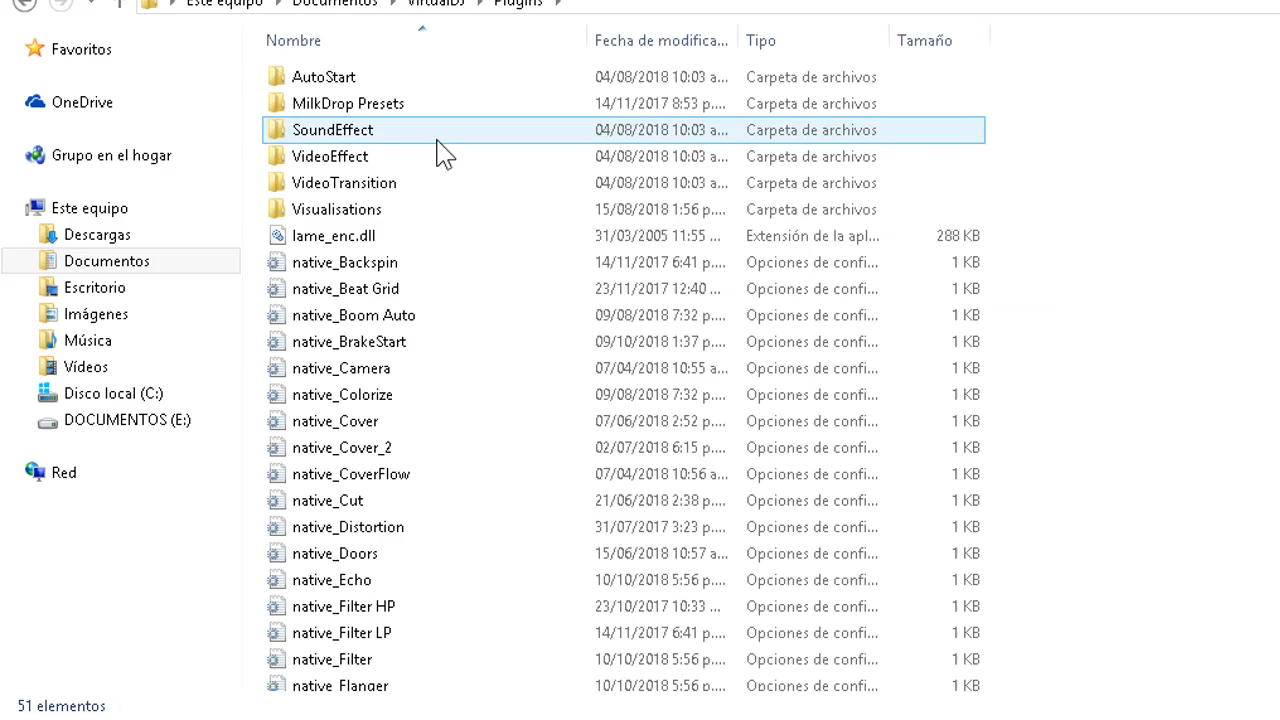 Este equipo Documentos VirtualDJ Plugins
Nombre Fecha de modifica... Tipo Tamaño
Favoritos
OneDrive
Grupo en el hogar
Este equipo
Descargas
Documentos
Escritorio
Imágenes
Música
Vídeos
Disco local (C:)
DOCUMENTOS (E:)
Red
AutoStart 04/08/2018 10:03 a... Carpeta de archivos
MilkDrop Presets 14/11/2017 8:53 p.... Carpeta de archivos
SoundEffect 04/08/2018 10:03 a... Carpeta de archivos
VideoEffect 04/08/2018 10:03 a... Carpeta de archivos
VideoTransition 04/08/2018 10:03 a... Carpeta de archivos
Visualisations 15/08/2018 1:56 p.... Carpeta de archivos
lame_enc.dll 31/03/2005 11:55 ... Extensión de la apl... 288 KB
native_Backspin 14/11/2017 6:41 p.... Opciones de confi... 1 KB
native_Beat Grid 23/11/2017 12:40 ... Opciones de confi... 1 KB
native_Boom Auto 09/08/2018 7:32 p.... Opciones de confi... 1 KB
native_BrakeStart 09/10/2018 1:37 p.... Opciones de confi... 1 KB
native_Camera 07/04/2018 10:55 a... Opciones de confi... 1 KB
native_Colorize 09/08/2018 7:32 p.... Opciones de confi... 1 KB
native_Cover 07/06/2018 2:52 p.... Opciones de confi... 1 KB
native_Cover_2 02/07/2018 6:15 p.... Opciones de confi... 1 KB
native_CoverFlow 07/04/2018 10:56 a... Opciones de confi... 1 KB
native_Cut 21/06/2018 2:38 p.... Opciones de confi... 1 KB
native_Distortion 31/07/2017 3:23 p.... Opciones de confi... 1 KB
native_Doors 15/06/2018 10:57 a... Opciones de confi... 1 KB
native_Echo 10/10/2018 5:56 p.... Opciones de confi... 1 KB
native_Filter HP 23/10/2017 10:33 ... Opciones de confi... 1 KB
native_Filter LP 14/11/2017 6:41 p.... Opciones de confi... 1 KB
native_Filter 10/10/2018 5:56 p.... Opciones de confi... 1 KB
native_Flanger 10/10/2018 5:56 p.... Opciones de confi... 1 KB
51 elementos